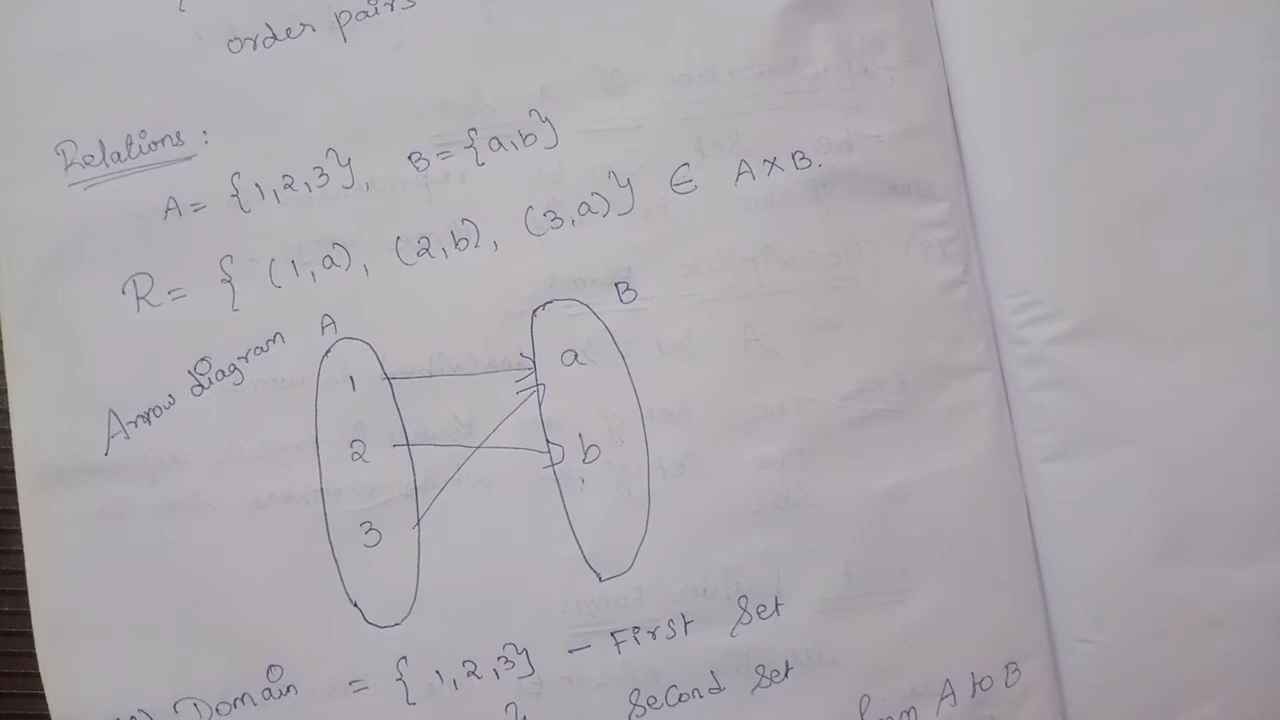 order pairs
Relations :
A = {1,2,3}, B = {a,b}
R = { (1,a), (2,b), (3,a)} ∈ A×B.
Arrow diagram
A B
1 a
2 b
3
Domain = {1,2,3} - First Set
Second Set
A to B